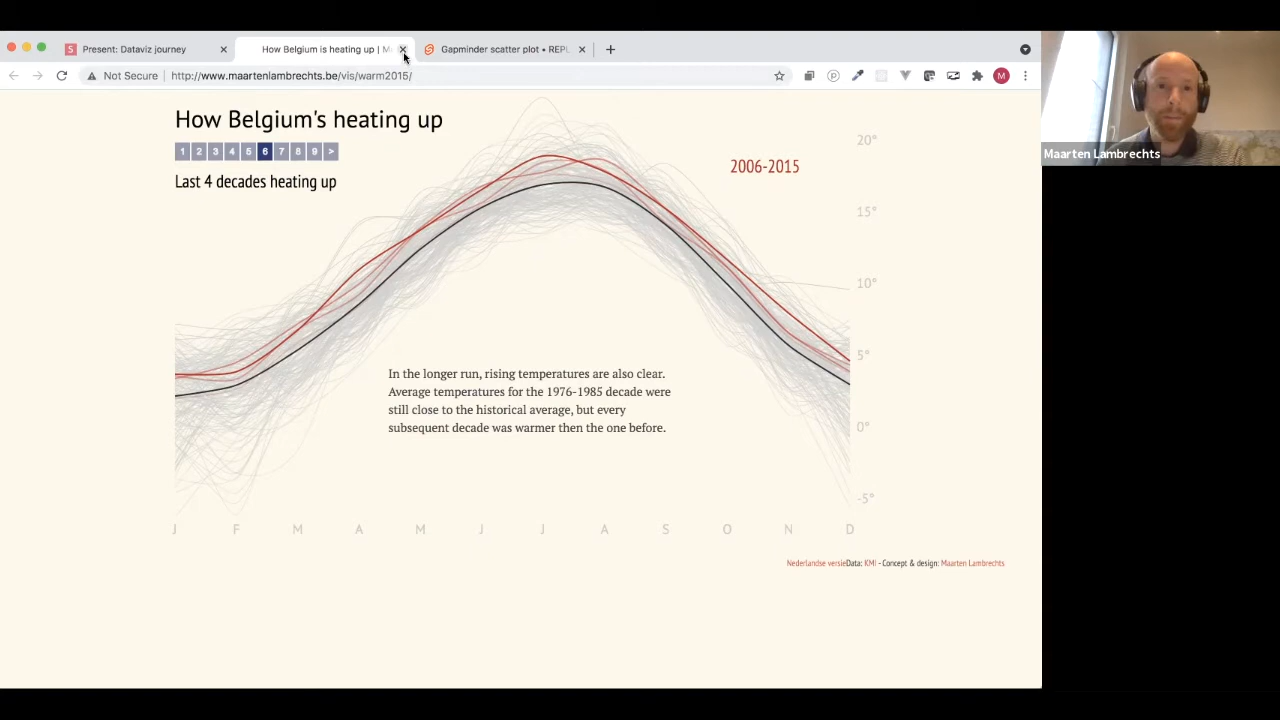 Present: Dataviz journey
How Belgium is heating up | M
Gapminder scatter plot • REPL
Not Secure
http://www.maartenlambrechts.be/vis/warm2015/
M
Maarten Lambrechts
How Belgium's heating up
1 2 3 4 5 6 7 8 9 >
Last 4 decades heating up
2006-2015
20°
15°
10°
5°
0°
-5°
In the longer run, rising temperatures are also clear.
Average temperatures for the 1976-1985 decade were
still close to the historical average, but every
subsequent decade was warmer then the one before.
J F M A M J J A S O N D
Nederlandse versieData: KMI - Concept & design: Maarten Lambrechts